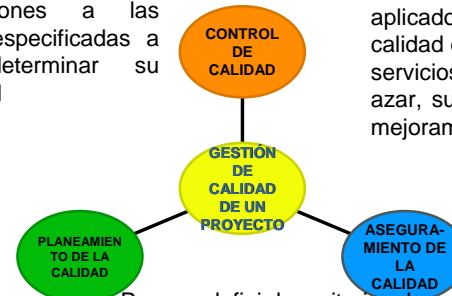 ones a las
especificadas a
determinar su
CONTROL
DE
CALIDAD
aplicado
calidad
servicios
azar, su
mejoram
GESTIÓN
DE
CALIDAD
DE UN
PROYECTO
PLANEAMIEN
TO DE LA
CALIDAD
ASEGURA-
MIENTO DE
LA
CALIDAD